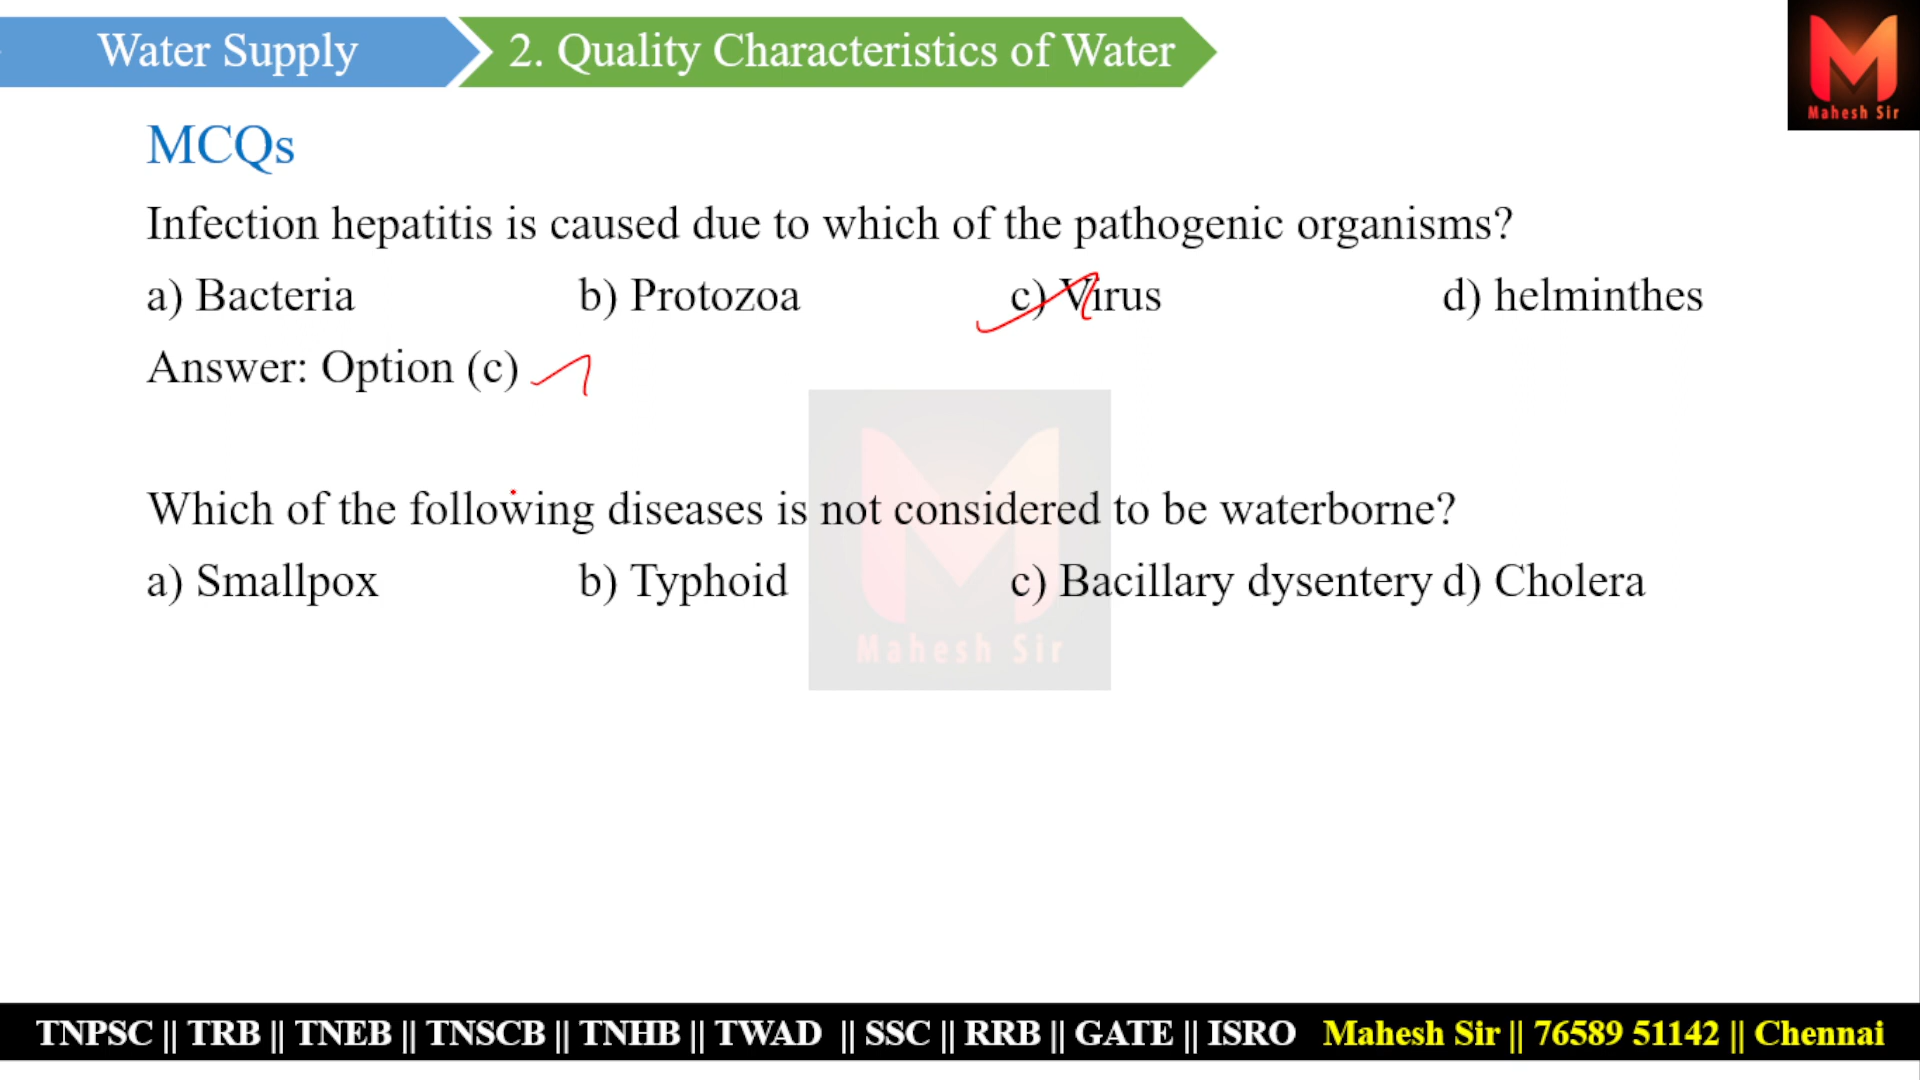 Water Supply
2. Quality Characteristics of Water
Mahesh Sir
MCQs
Infection hepatitis is caused due to which of the pathogenic organisms?
a) Bacteria b) Protozoa c) Virus d) helminthes
Answer: Option (c)
Which of the following diseases is not considered to be waterborne?
a) Smallpox b) Typhoid c) Bacillary dysentery d) Cholera
Mahesh Sir
TNPSC || TRB || TNEB || TNSCB || TNHB || TWAD || SSC || RRB || GATE || ISRO Mahesh Sir || 76589 51142 || Chennai